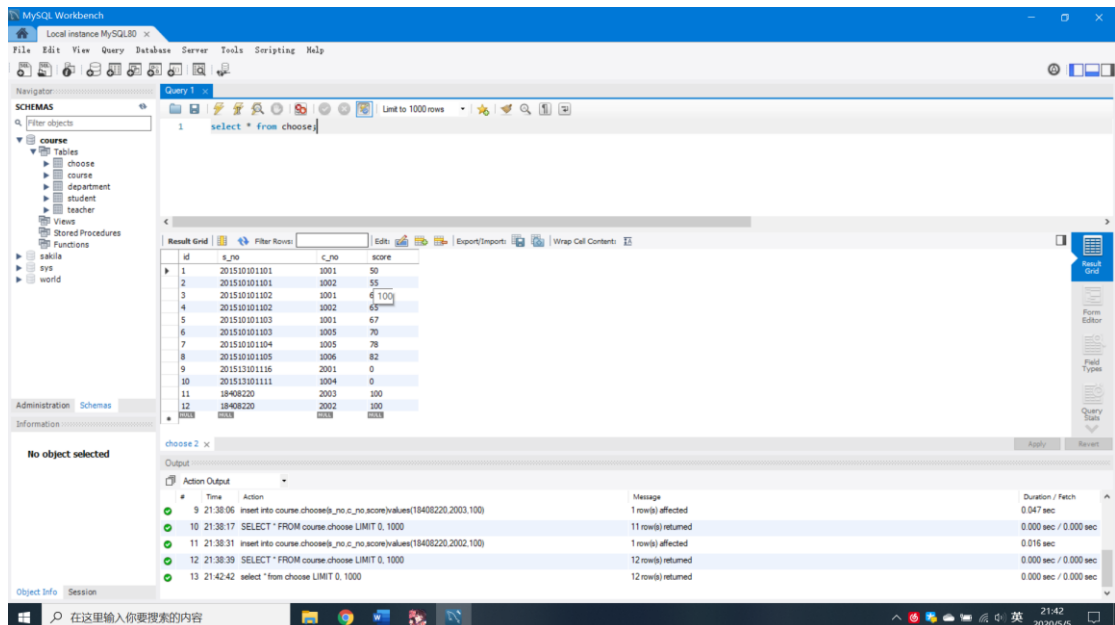 MySQL Workbench
Local instance MySQL80 ×
File Edit View Query Database Server Tools Scripting Help
Navigator
Query 1 ×
SCHEMAS
Filter objects
Limit to 1000 rows
1 select * from choose;
course
Tables
choose
course
department
student
teacher
Views
Stored Procedures
Functions
sakila
sys
world
Result Grid Filter Rows: Edit: Export/Import: Wrap Cell Content:
id s_no c_no score
1 201510101101 1001 50
2 201510101101 1002 55
3 201510101102 1001
100
4 201510101102 1002 65
5 201510101103 1001 67
6 201510101103 1005 70
7 201510101104 1005 78
8 201510101105 1006 82
9 201513101116 2001 0
10 201513101111 1004 0
11 18408220 2003 100
12 18408220 2002 100
NULL NULL NULL NULL
Result Grid
Form Editor
Field Types
Query Stats
Administration Schemas
Information
No object selected
choose 2 ×
Apply Revert
Output
Action Output
# Time Action Message Duration / Fetch
9 21:38:06 insert into course.choose(s_no,c_no,score)values(18408220,2003,100) 1 row(s) affected 0.047 sec
10 21:38:17 SELECT * FROM course.choose LIMIT 0, 1000 11 row(s) returned 0.000 sec / 0.000 sec
11 21:38:31 insert into course.choose(s_no,c_no,score)values(18408220,2002,100) 1 row(s) affected 0.016 sec
12 21:38:39 SELECT * FROM course.choose LIMIT 0, 1000 12 row(s) returned 0.000 sec / 0.000 sec
13 21:42:42 select * from choose LIMIT 0, 1000 12 row(s) returned 0.000 sec / 0.000 sec
Object Info Session
在这里输入你要搜索的内容
英
21:42
2020/5/5